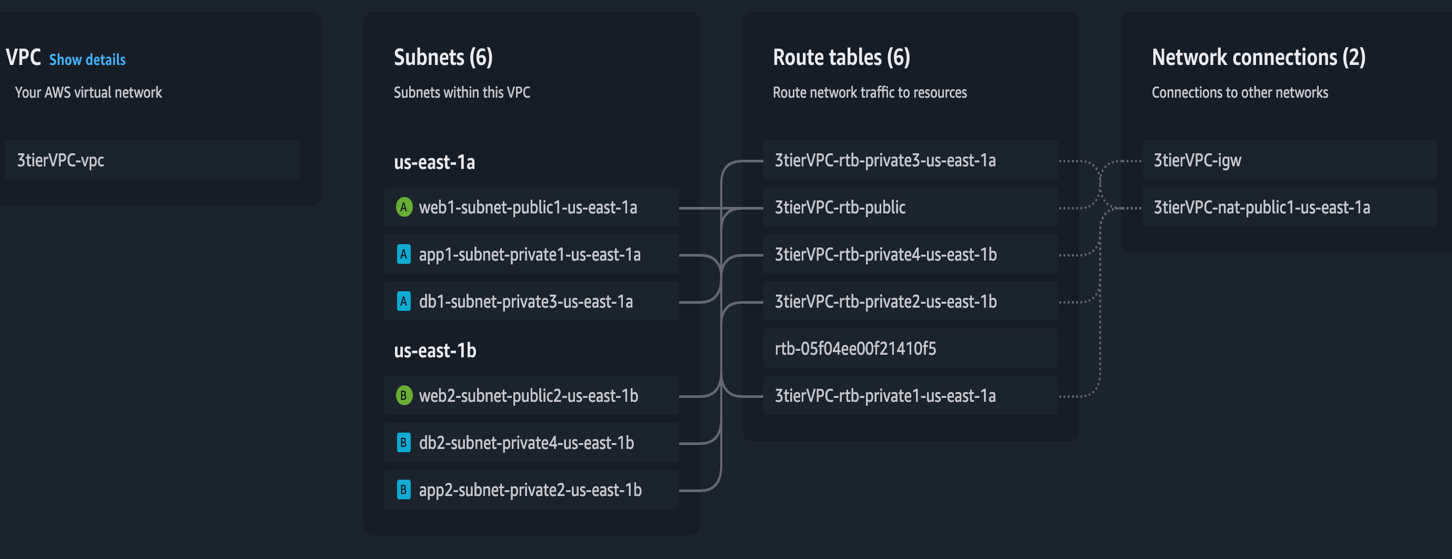 VPC Show details
Your AWS virtual network
3tierVPC-vpc
Subnets (6)
Subnets within this VPC
us-east-1a
A web1-subnet-public1-us-east-1a
A app1-subnet-private1-us-east-1a
A db1-subnet-private3-us-east-1a
us-east-1b
B web2-subnet-public2-us-east-1b
B db2-subnet-private4-us-east-1b
B app2-subnet-private2-us-east-1b
Route tables (6)
Route network traffic to resources
3tierVPC-rtb-private3-us-east-1a
3tierVPC-rtb-public
3tierVPC-rtb-private4-us-east-1b
3tierVPC-rtb-private2-us-east-1b
rtb-05f04ee00f21410f5
3tierVPC-rtb-private1-us-east-1a
Network connections (2)
Connections to other networks
3tierVPC-igw
3tierVPC-nat-public1-us-east-1a